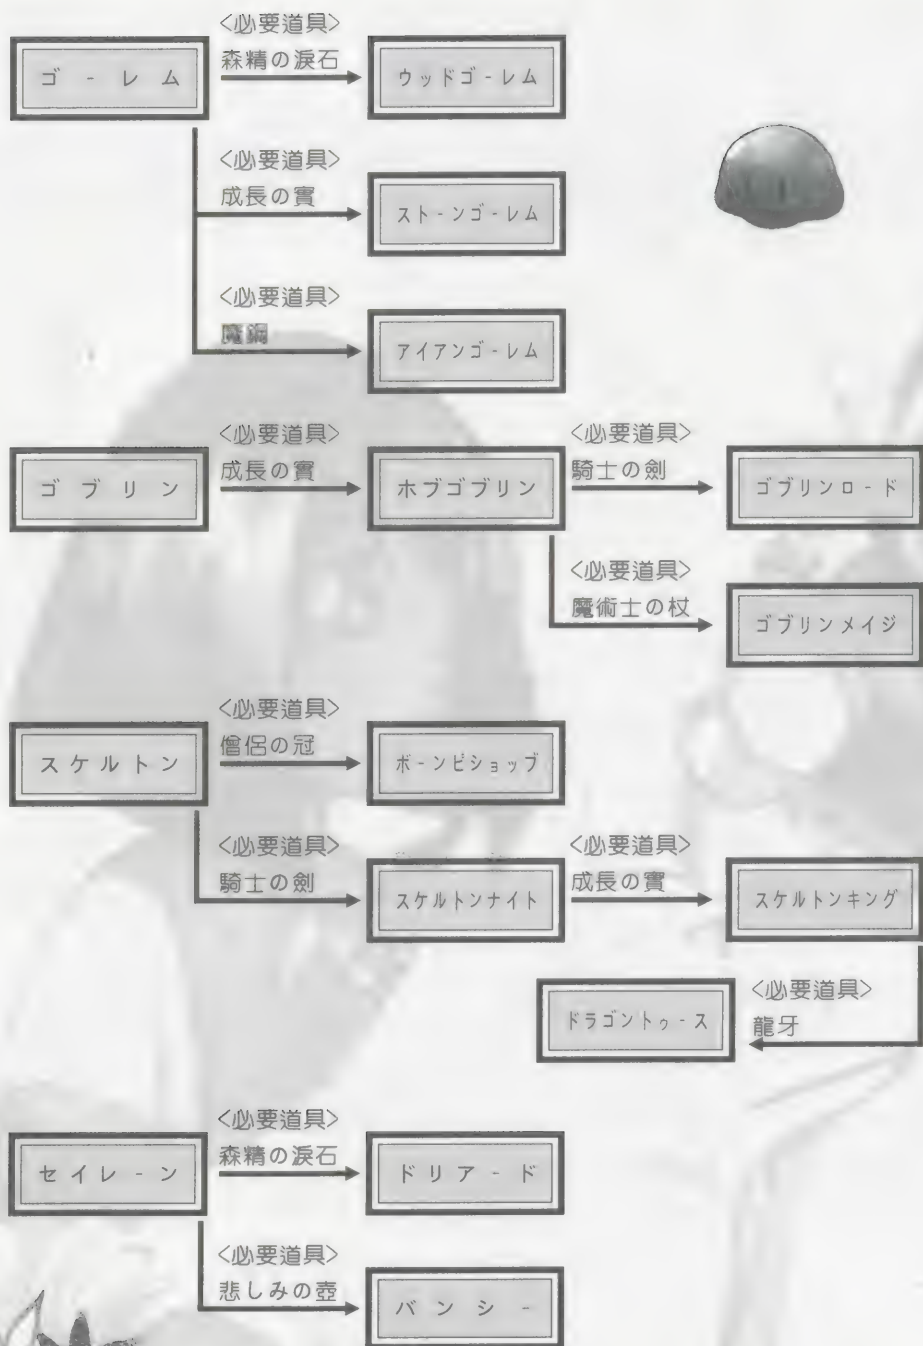 <必要道具>
森精の涙石
ゴ-レム
ウッドゴ-レム
<必要道具>
成長の實
スト-ンゴ-レム
<必要道具>
魔鋼
アイアンゴ-レム
<必要道具>
成長の實
<必要道具>
騎士の劍
ゴブリン
ホブゴブリン
ゴブリンロ-ド
<必要道具>
魔術士の杖
ゴブリンメイジ
<必要道具>
僧侶の冠
スケルトン
ボ-ンビショップ
<必要道具>
騎士の劍
<必要道具>
成長の實
スケルトンナイト
スケルトンキング
<必要道具>
龍牙
ドラゴントゥ-ス
<必要道具>
森精の涙石
セイレ-ン
ドリア-ド
<必要道具>
悲しみの壺
バンシ-